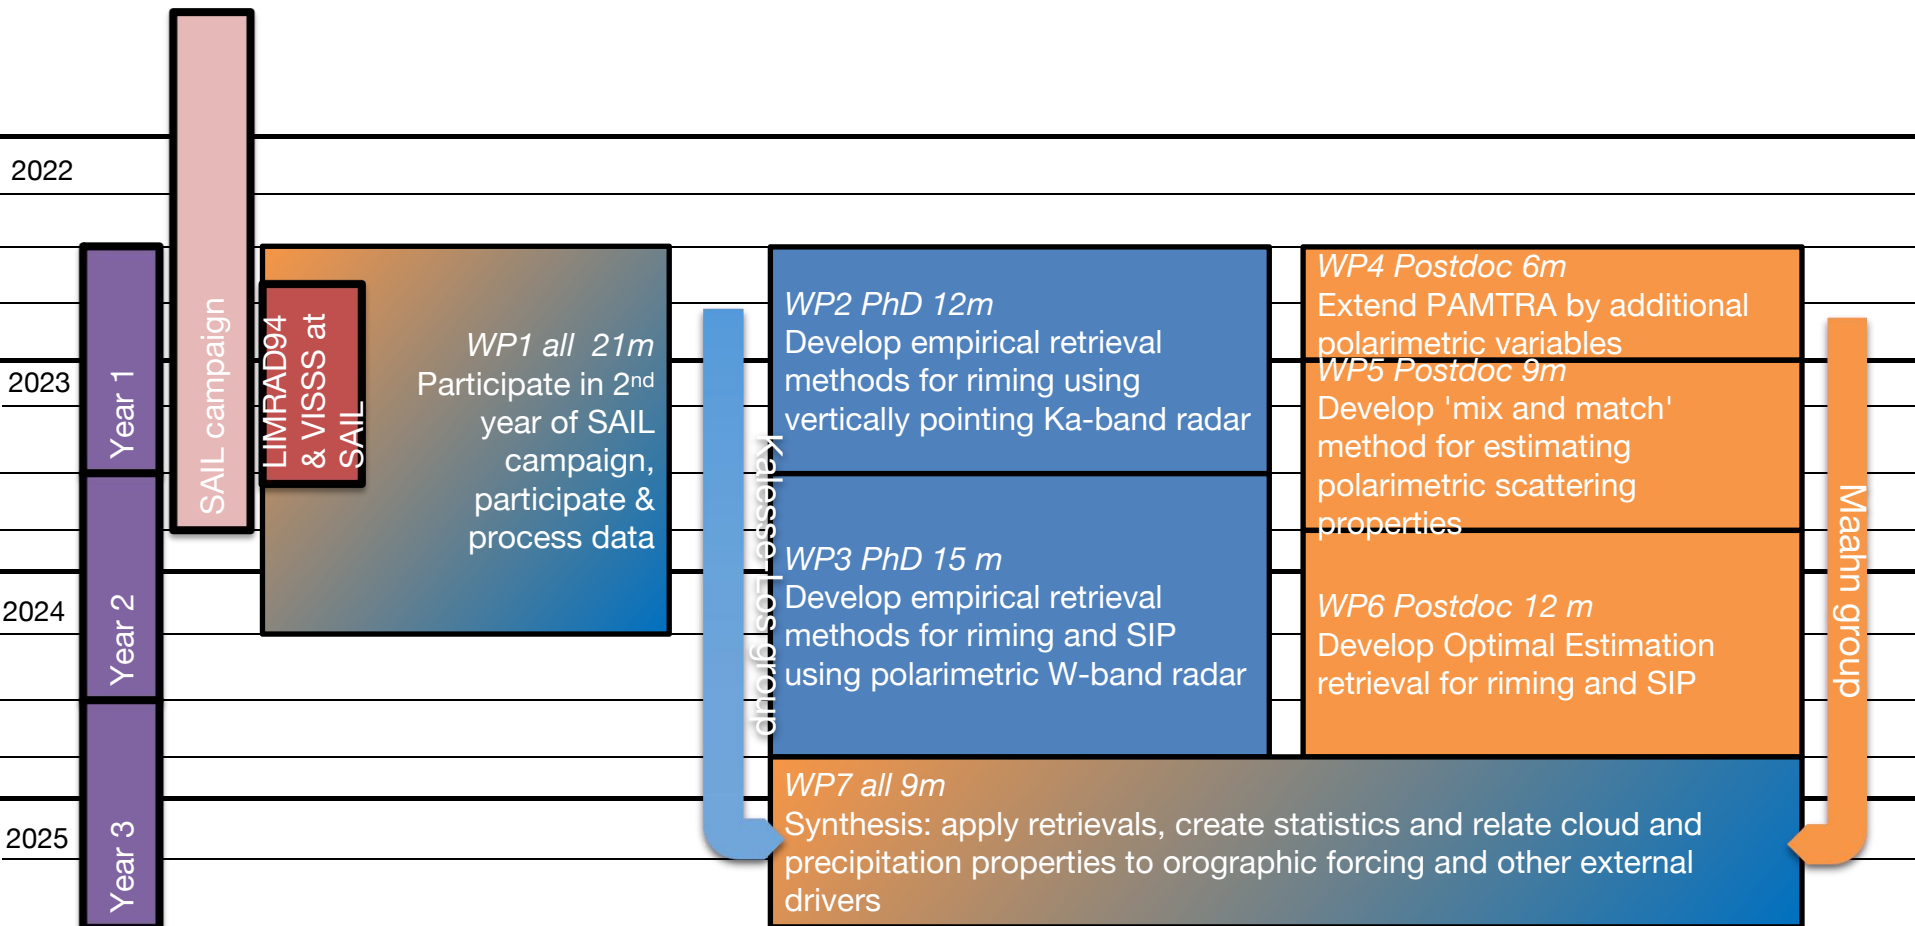 2022
2023
2024
2025
Year 1
Year 2
Year 3
SAIL campaign
LIMRAD94
& VISSS at
SAIL
WP1 all 21m
Participate in 2nd
year of SAIL
campaign,
participate &
process data
Kalesse-Los group
WP2 PhD 12m
Develop empirical retrieval
methods for riming using
vertically pointing Ka-band radar
WP3 PhD 15 m
Develop empirical retrieval
methods for riming and SIP
using polarimetric W-band radar
WP4 Postdoc 6m
Extend PAMTRA by additional
polarimetric variables
WP5 Postdoc 9m
Develop 'mix and match'
method for estimating
polarimetric scattering
properties
WP6 Postdoc 12 m
Develop Optimal Estimation
retrieval for riming and SIP
Maahn group
WP7 all 9m
Synthesis: apply retrievals, create statistics and relate cloud and
precipitation properties to orographic forcing and other external
drivers